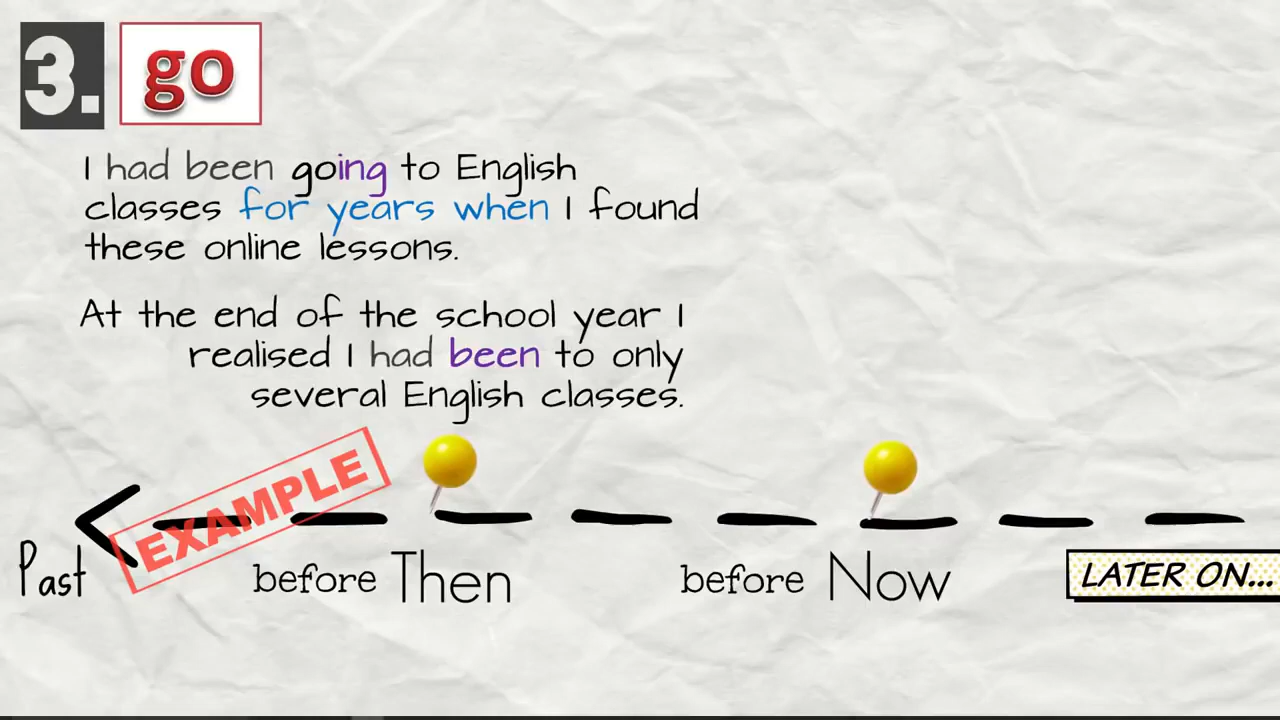 3. go
I had been going to English
classes for years when I found
these online lessons.
At the end of the school year I
realised I had been to only
several English classes.
EXAMPLE
Past
before Then
before Now
LATER ON...